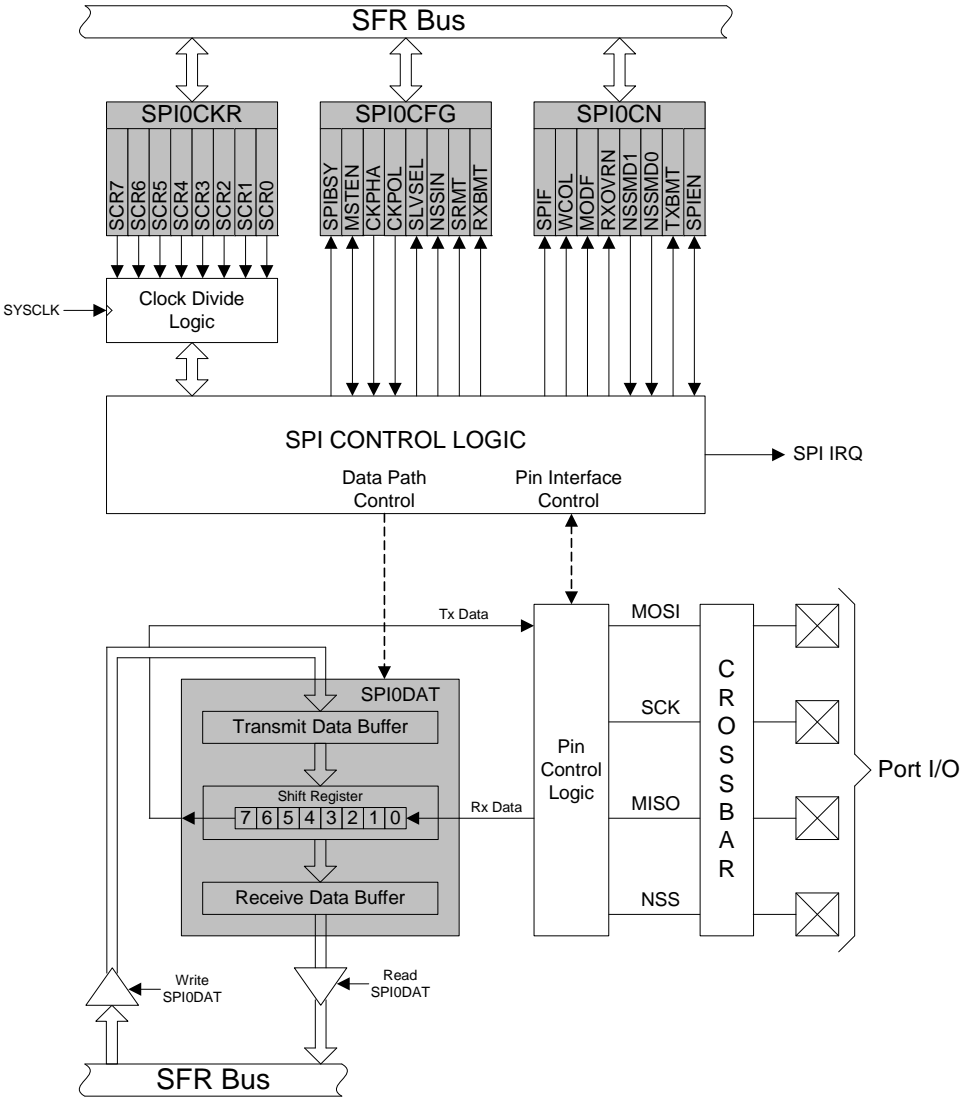 SFR Bus
SPI0CKR
SPI0CFG
SPI0CN
SCR7
SCR6
SCR5
SCR4
SCR3
SCR2
SCR1
SCR0
SPIBSY
MSTEN
CKPHA
CKPOL
SLVSEL
NSSIN
SRMT
RXBMT
SPIF
WCOL
MODF
RXOVRN
NSSMD1
NSSMD0
TXBMT
SPIEN
SYSCLK
Clock Divide
Logic
SPI CONTROL LOGIC
SPI IRQ
Data Path
Control
Pin Interface
Control
Tx Data
MOSI
SPI0DAT
Transmit Data Buffer
SCK
Pin
Control
Logic
CROSSBAR
Port I/O
Shift Register
7 6 5 4 3 2 1 0
Rx Data
MISO
Receive Data Buffer
NSS
Write
SPI0DAT
Read
SPI0DAT
SFR Bus